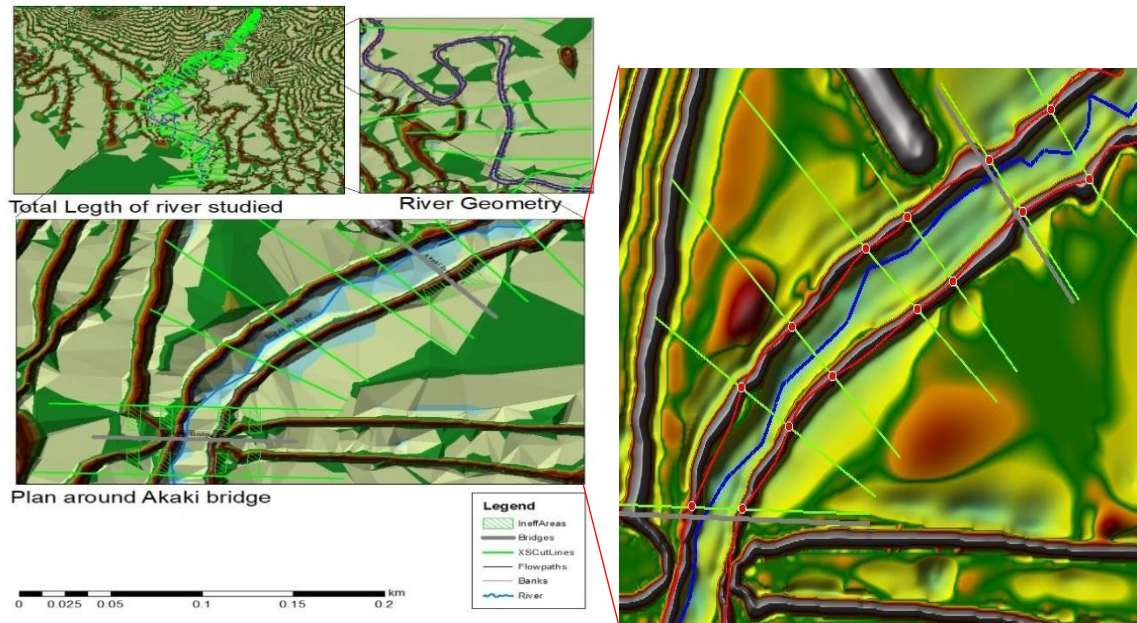 Total Legth of river studied
River Geometry
Plan around Akaki bridge
Legend
IneffAreas
Bridges
XSCutLines
Flowpaths
Banks
River
km
0 0.025 0.05 0.1 0.15 0.2